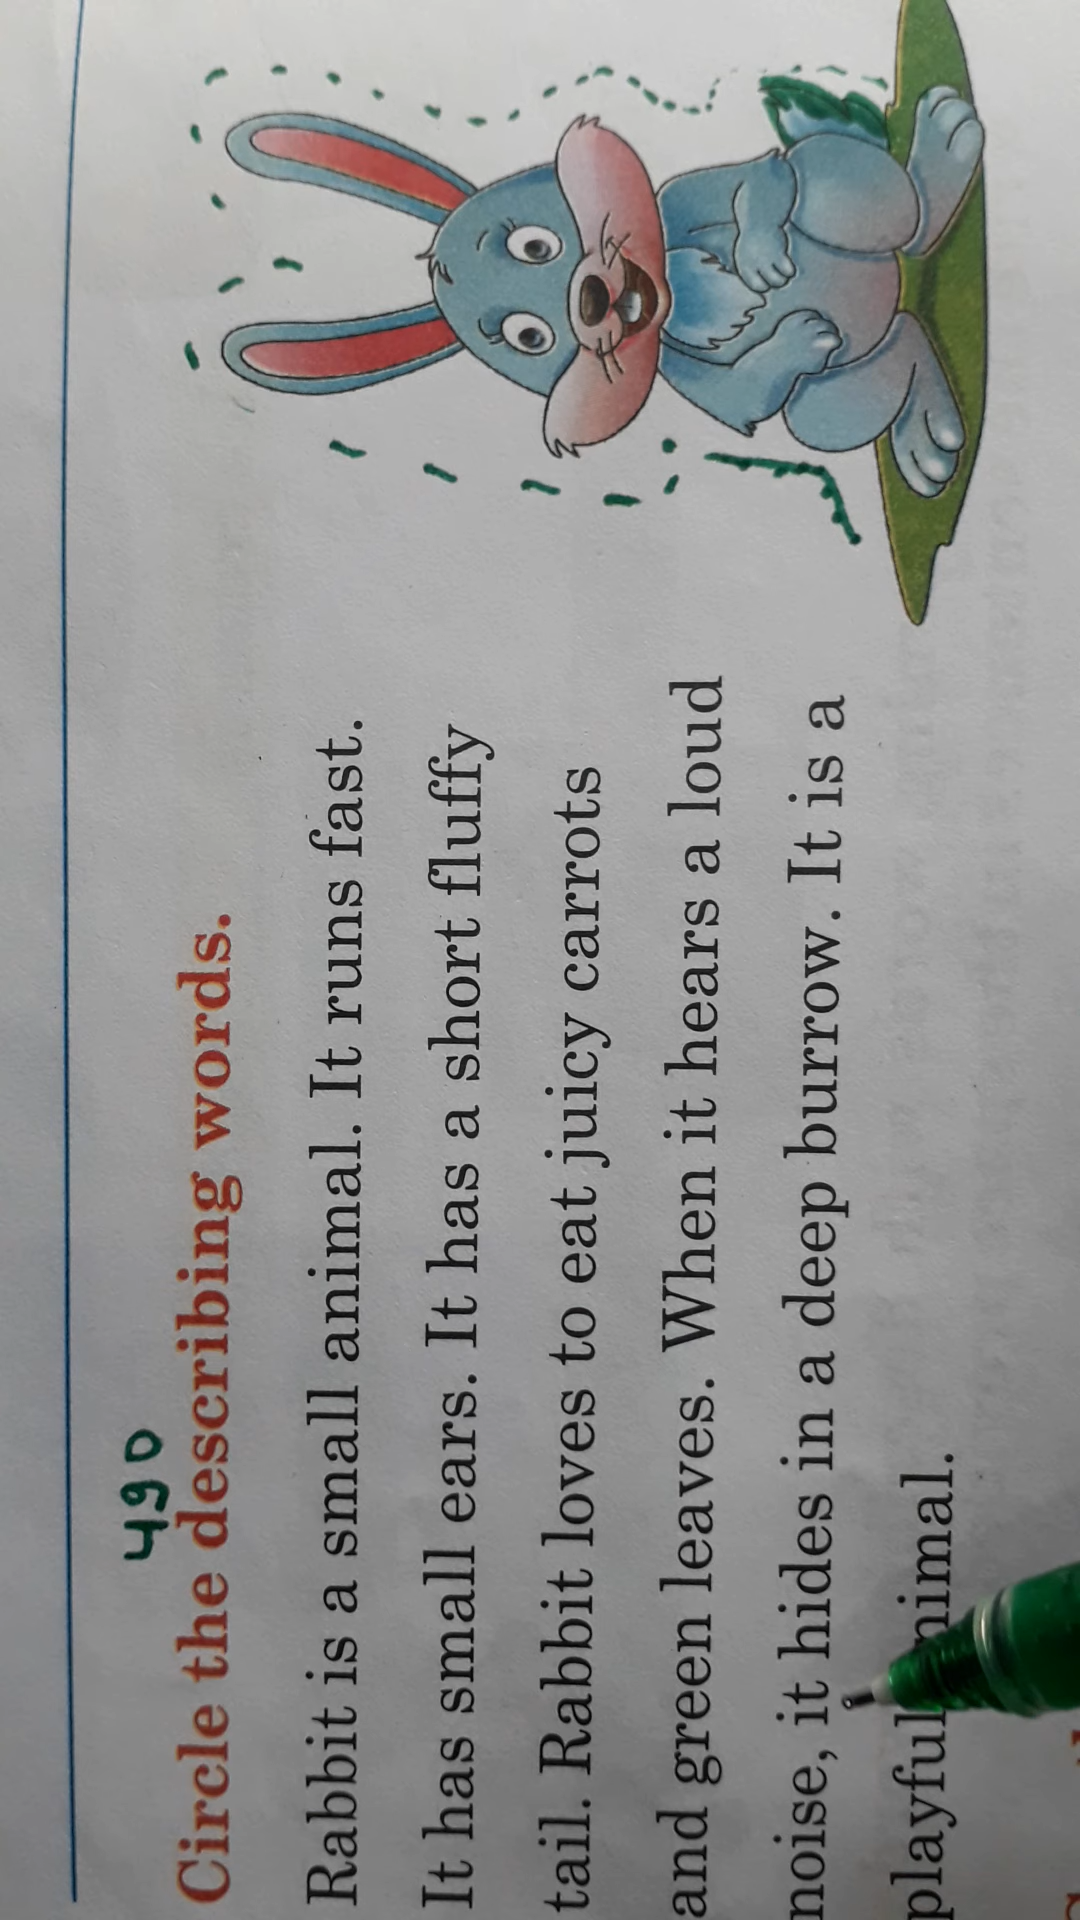 490
Circle the describing words.
Rabbit is a small animal. It runs fast.
It has small ears. It has a short fluffy
tail. Rabbit loves to eat juicy carrots
and green leaves. When it hears a loud
noise, it hides in a deep burrow. It is a
playful animal.